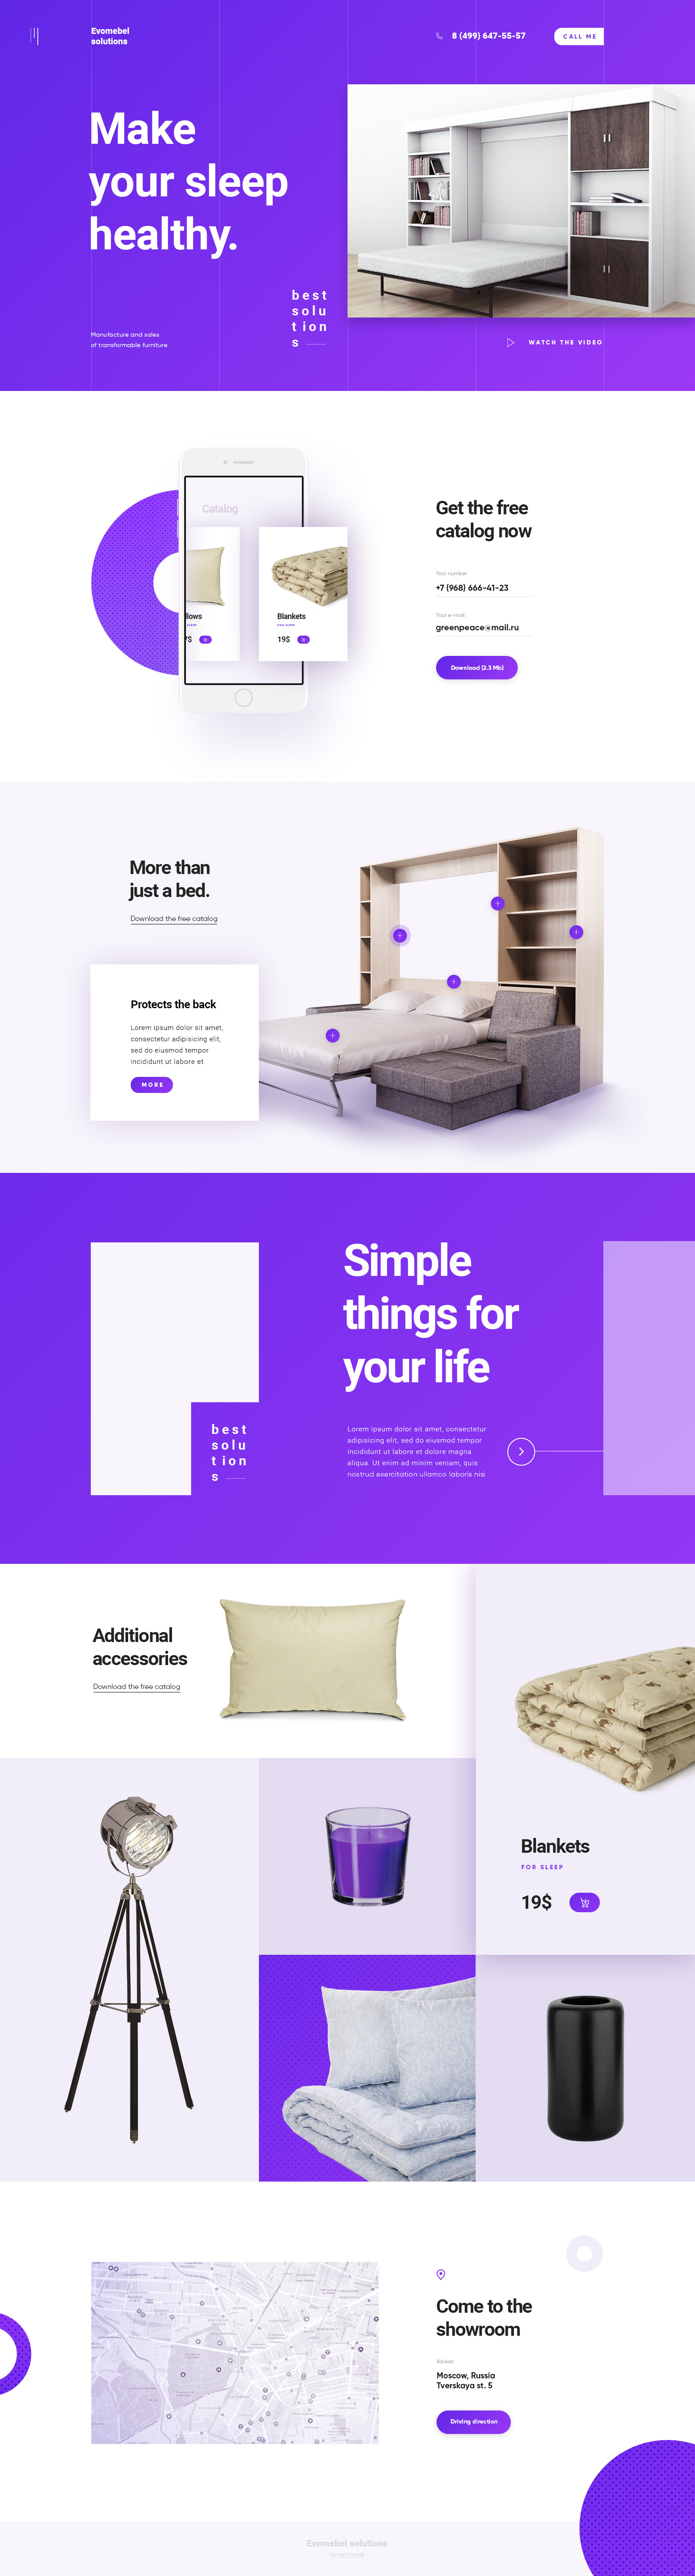 Evomebel
solutions
8 (499) 647-55-57
CALL ME
Make
your sleep
healthy.
best
solu
tion
s
Manufacture and sales
of transformable furniture
WATCH THE VIDEO
Catalog
llows
SLEEP
7$
Blankets
FOR SLEEP
19$
Get the free
catalog now
Your number
+7 (968) 666-41-23
Your e-mail:
greenpeace@mail.ru
Download (2.3 Mb)
More than
just a bed.
Download the free catalog
Protects the back
Lorem ipsum dolor sit amet,
consectetur adipisicing elit,
sed do eiusmod tempor
incididunt ut labore et
MORE
Simple
things for
your life
best
solu
tion
s
Lorem ipsum dolor sit amet, consectetur
adipisicing elit, sed do eiusmod tempor
incididunt ut labore et dolore magna
aliqua. Ut enim ad minim veniam, quis
nostrud exercitation ullamco laboris nisi
Additional
accessories
Download the free catalog
Blankets
FOR SLEEP
19$
Come to the
showroom
Adress:
Moscow, Russia
Tverskaya st. 5
Driving direction
Evomebel solutions